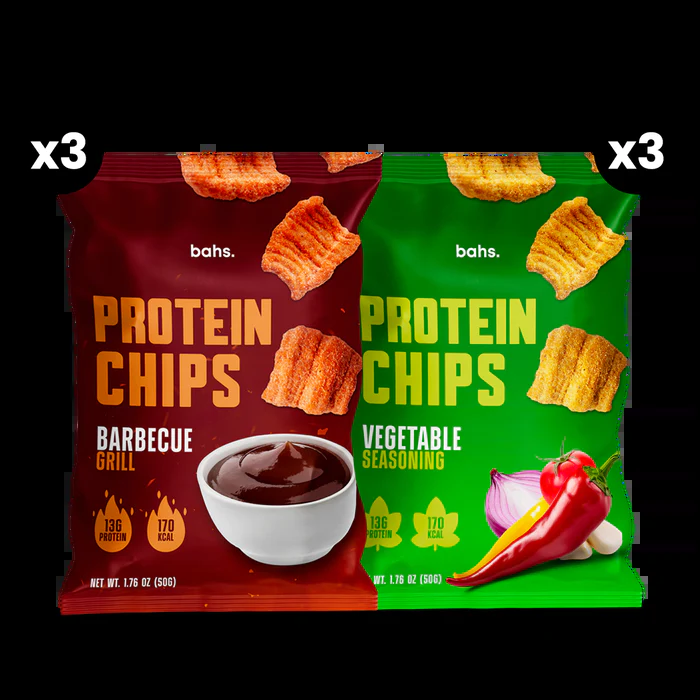 x3
x3
bahs.
PROTEIN
CHIPS
BARBECUE
GRILL
13G
PROTEIN
170
KCAL
NET WT. 1.76 OZ (50G)
bahs.
PROTEIN
CHIPS
VEGETABLE
SEASONING
13G
PROTEIN
170
KCAL
WT. 1.76 OZ (50G)